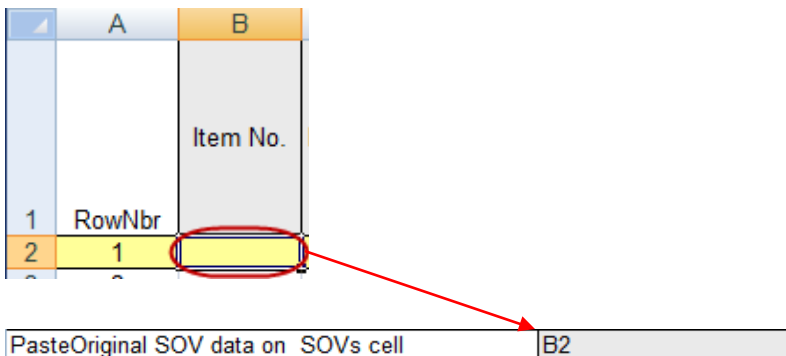 A B
Item No.
1 RowNbr
2 1
PasteOriginal SOV data on SOVs cell B2